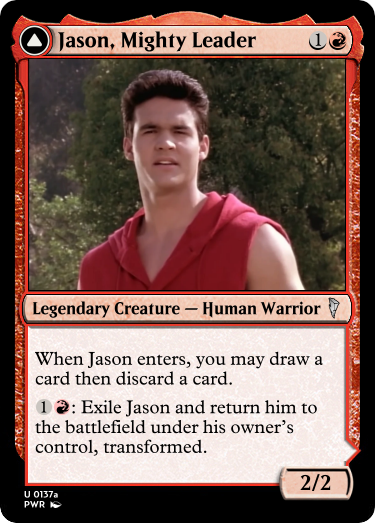 Jason, Mighty Leader 1
Legendary Creature — Human Warrior
When Jason enters, you may draw a
card then discard a card.
1 : Exile Jason and return him to
the battlefield under his owner's
control, transformed.
2/2
U 0137a
PWR